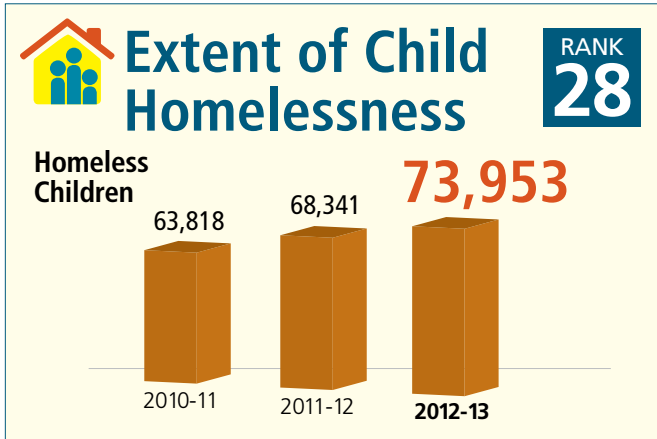 Extent of Child
Homelessness
RANK
28
Homeless
Children
63,818
68,341
73,953
2010-11
2011-12
2012-13